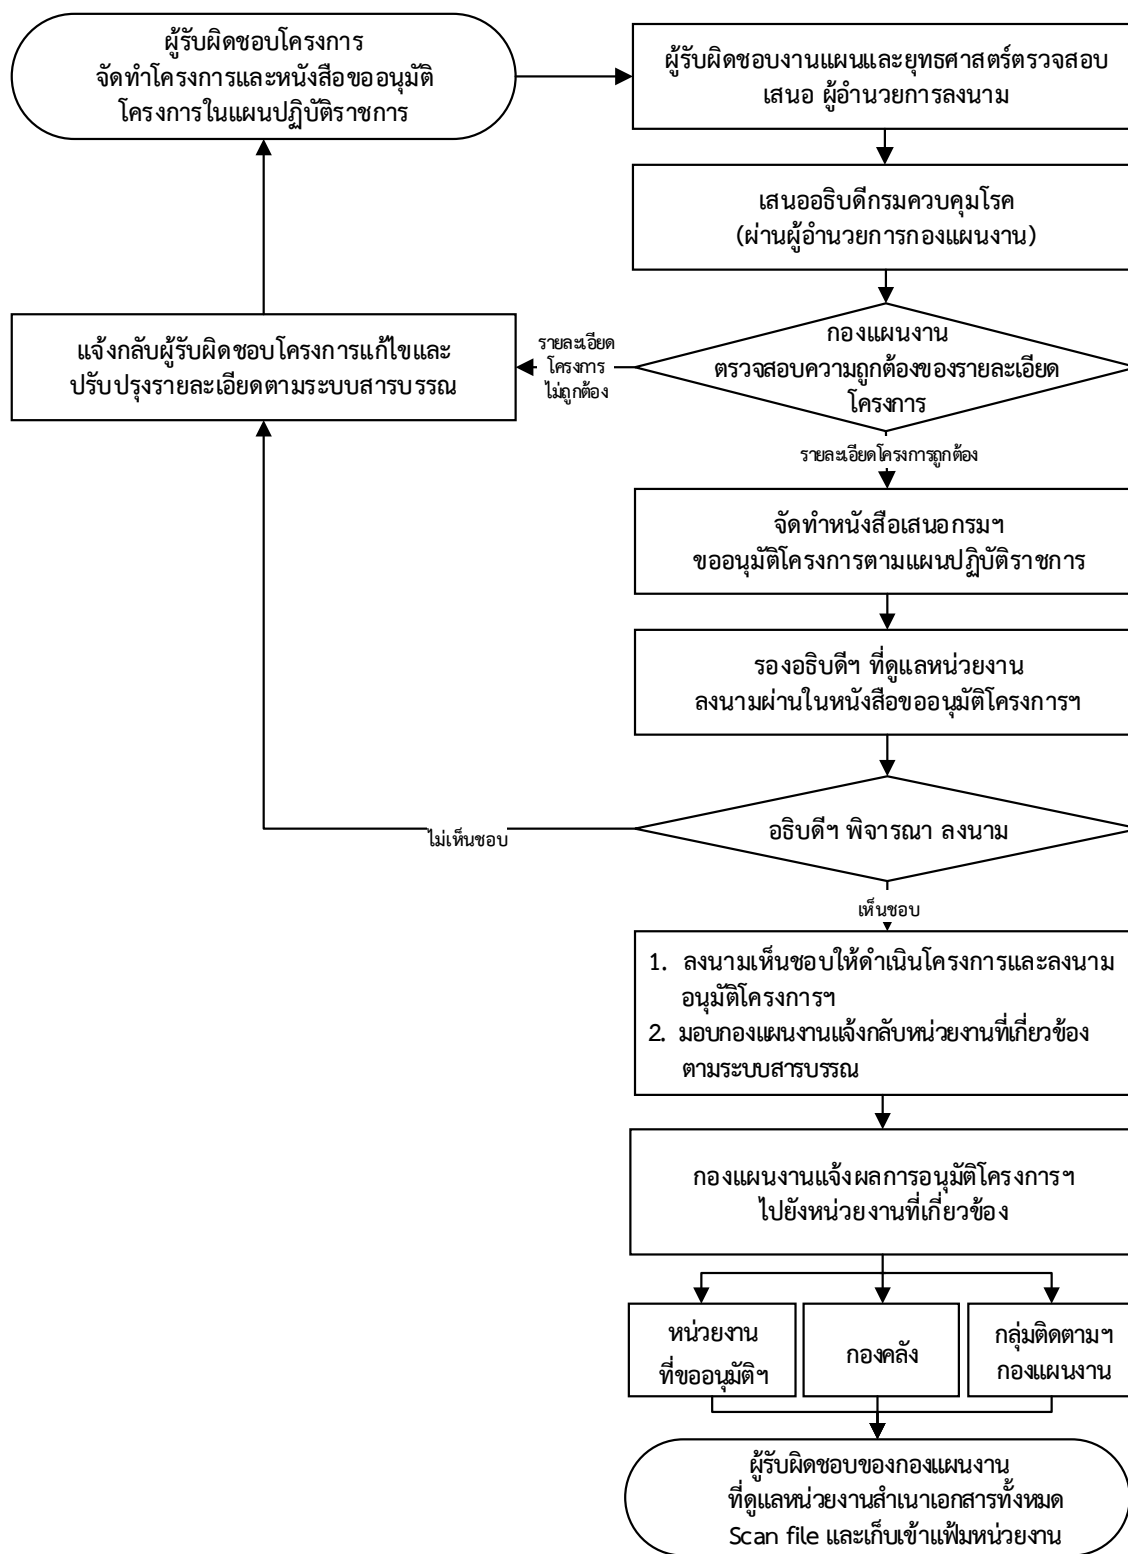 ผู้รับผิดชอบโครงการ
จัดทำโครงการและหนังสือขออนุมัติ
โครงการในแผนปฏิบัติราชการ
ผู้รับผิดชอบงานแผนและยุทธศาสตร์ตรวจสอบ
เสนอ ผู้อำนวยการลงนาม
เสนออธิบดีกรมควบคุมโรค
(ผ่านผู้อำนวยการกองแผนงาน)
กองแผนงาน
ตรวจสอบความถูกต้องของรายละเอียด
โครงการ
รายละเอียด
โครงการ
ไม่ถูกต้อง
แจ้งกลับผู้รับผิดชอบโครงการแก้ไขและ
ปรับปรุงรายละเอียดตามระบบสารบรรณ
รายละเอียดโครงการถูกต้อง
จัดทำหนังสือเสนอกรมฯ
ขออนุมัติโครงการตามแผนปฏิบัติราชการ
รองอธิบดีฯ ที่ดูแลหน่วยงาน
ลงนามผ่านในหนังสือขออนุมัติโครงการฯ
อธิบดีฯ พิจารณา ลงนาม
ไม่เห็นชอบ
เห็นชอบ
1. ลงนามเห็นชอบให้ดำเนินโครงการและลงนาม
อนุมัติโครงการฯ
2. มอบกองแผนงานแจ้งกลับหน่วยงานที่เกี่ยวข้อง
ตามระบบสารบรรณ
กองแผนงานแจ้งผลการอนุมัติโครงการฯ
ไปยังหน่วยงานที่เกี่ยวข้อง
หน่วยงาน
ที่ขออนุมัติฯ
กองคลัง
กลุ่มติดตามฯ
กองแผนงาน
ผู้รับผิดชอบของกองแผนงาน
ที่ดูแลหน่วยงานสำเนาเอกสารทั้งหมด
Scan file และเก็บเข้าแฟ้มหน่วยงาน